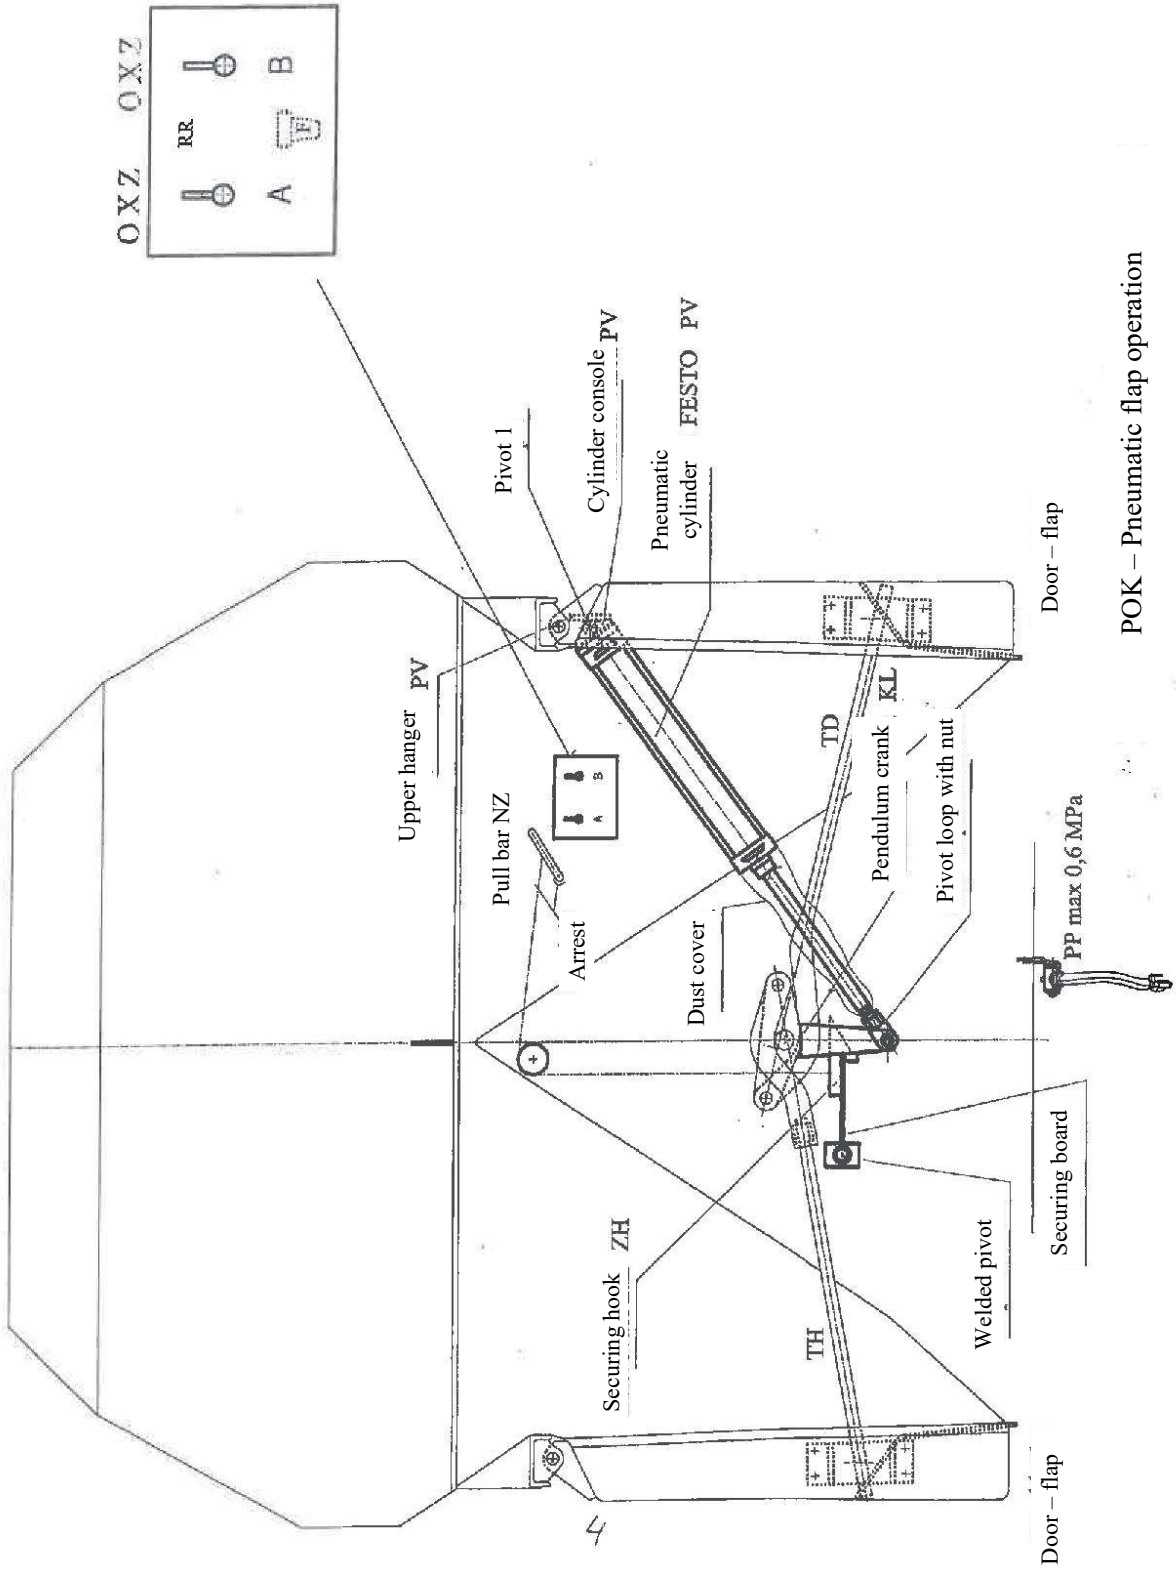 O X Z   O X Z
RR
A   B
F
Upper hanger PV
Pivot 1
Cylinder console PV
Pneumatic
cylinder
FESTO PV
Pull bar NZ
A   B
Arrest
Dust cover
TD
KL
Pendulum crank
Pivot loop with nut
PP max 0,6 MPa
Securing hook ZH
TH
Welded pivot
Securing board
4
Door – flap
Door – flap
POK – Pneumatic flap operation